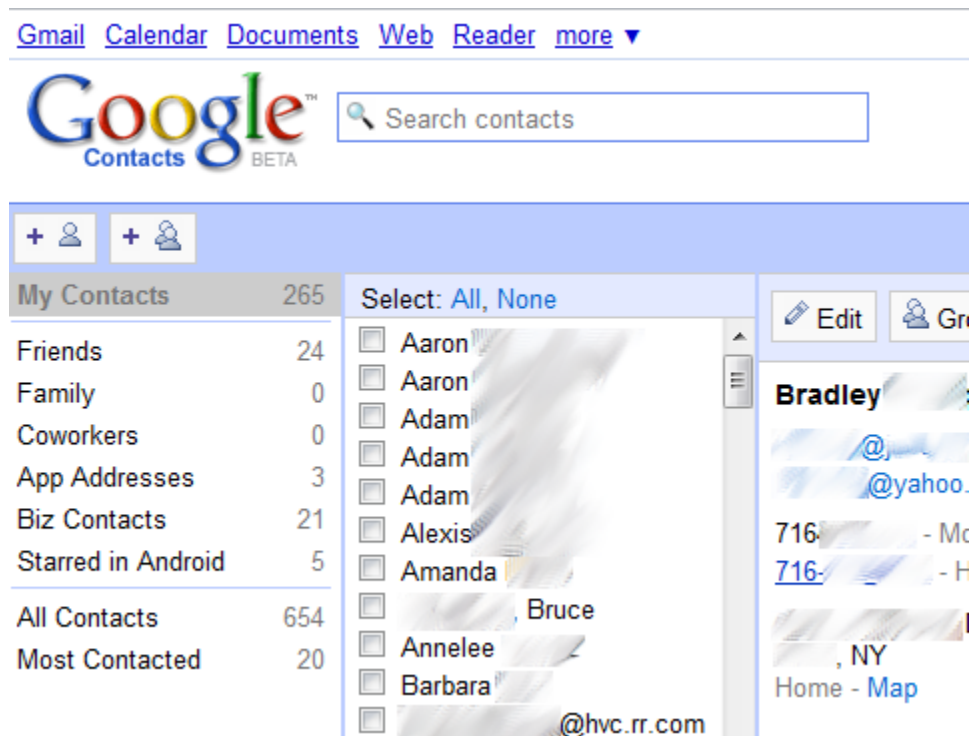 Gmail Calendar Documents Web Reader more ▼
Google™
Contacts BETA
Search contacts
My Contacts 265
Friends 24
Family 0
Coworkers 0
App Addresses 3
Biz Contacts 21
Starred in Android 5
All Contacts 654
Most Contacted 20
Select: All, None
Aaron
Aaron
Adam
Adam
Adam
Alexis
Amanda
, Bruce
Annelee
Barbara
@hvc.rr.com
Edit Gr
Bradley
@
@yahoo.
716 - Mo
716- - H
, NY
Home - Map